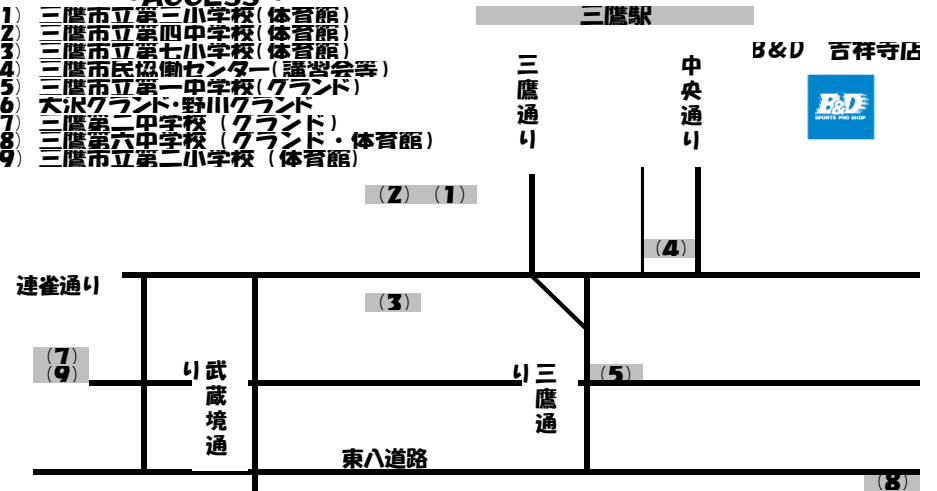 ・ACCESS・
1) 三鷹市立第三小学校(体育館)
2) 三鷹市立第四中学校(体育館)
3) 三鷹市立第七小学校(体育館)
4) 三鷹市民協働センター(講習会等)
5) 三鷹市立第一中学校(グランド)
6) 大沢グランド・野川グランド
7) 三鷹第二中学校（グランド）
8) 三鷹第六中学校（グランド・体育館）
9) 三鷹市立第二小学校（体育館)
三鷹駅
B&D　吉祥寺店
B&D
SPORTS PRO SHOP
三鷹通り
中央通り
（2）（1）
（4）
連雀通り
（3）
（7）
（9）
武蔵境通り
三鷹通り
（5）
東八道路
（8）